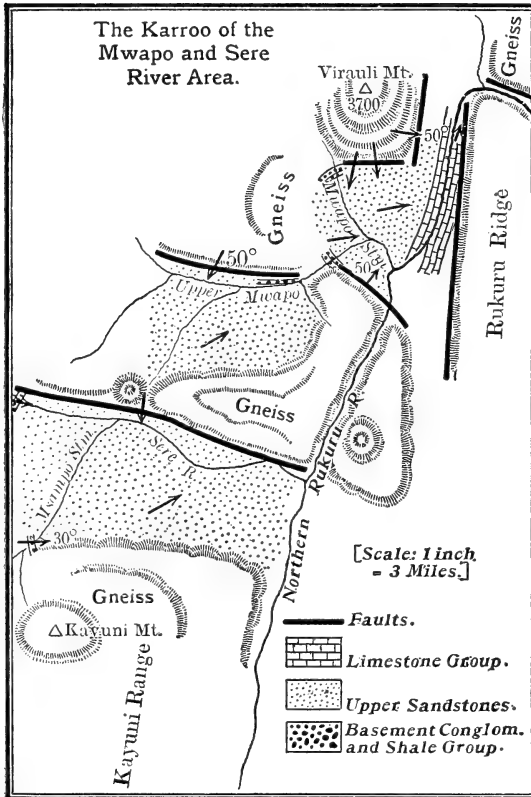 The Karroo of the
Mwapo and Sere
River Area.
Gneiss
Virauli Mt.
3700
50°
Mwapo
S.R.
Gneiss
Rukuru Ridge
50°
50°
Upper Mwapo
Gneiss
Northern Rukuru R.
Sere R.
30°
[Scale: 1 inch
= 3 Miles.]
Gneiss
Kayuni Mt.
Kayuni Range
Faults.
Limestone Group.
Upper Sandstones.
Basement Conglom.
and Shale Group.